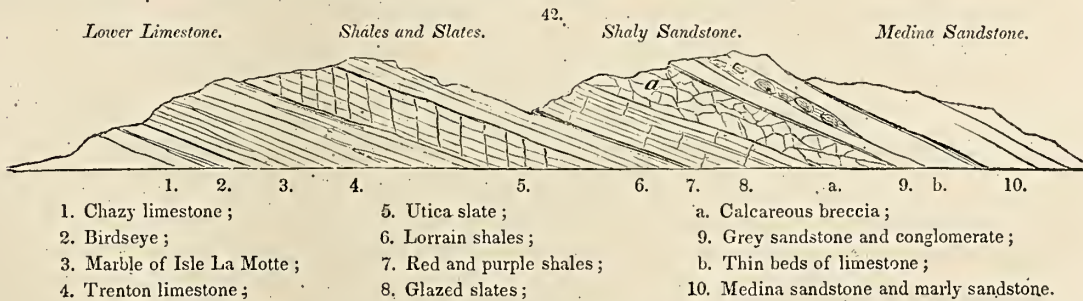 42.
Lower Limestone. Shales and Slates. Shaly Sandstone. Medina Sandstone.
a
1. 2. 3. 4. 5. 6. 7. 8. a. 9. b. 10.
1. Chazy limestone ; 5. Utica slate ; a. Calcareous breccia ;
2. Birdseye ; 6. Lorrain shales ; 9. Grey sandstone and conglomerate ;
3. Marble of Isle La Motte ; 7. Red and purple shales ; b. Thin beds of limestone ;
4. Trenton limestone ; 8. Glazed slates ; 10. Medina sandstone and marly sandstone.